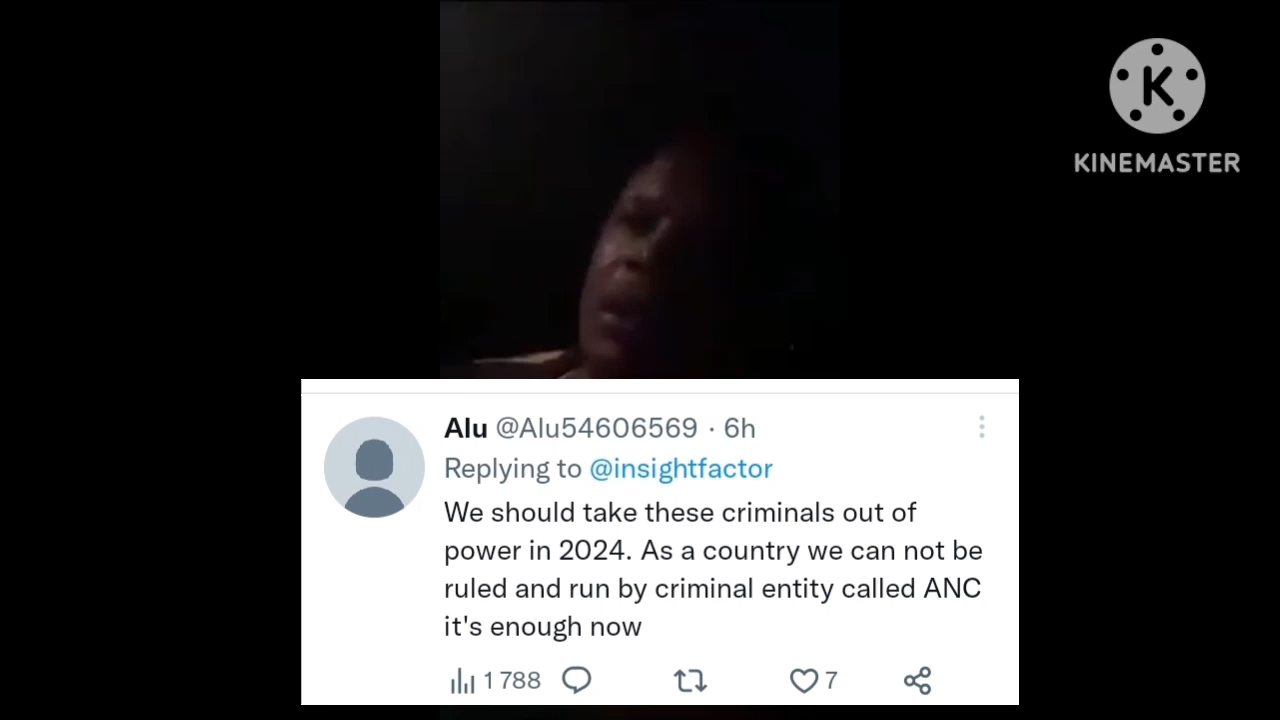 K
KINEMASTER
Alu @Alu54606569 · 6h
Replying to @insightfactor
We should take these criminals out of
power in 2024. As a country we can not be
ruled and run by criminal entity called ANC
it's enough now
1 788 7